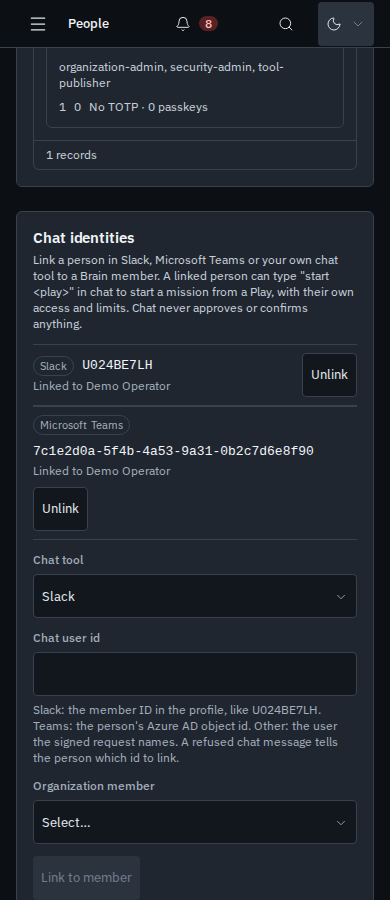 People
8
organization-admin, security-admin, tool-
publisher
1 0 No TOTP · 0 passkeys
1 records
Chat identities
Link a person in Slack, Microsoft Teams or your own chat
tool to a Brain member. A linked person can type "start
<play>" in chat to start a mission from a Play, with their own
access and limits. Chat never approves or confirms
anything.
Slack U024BE7LH
Linked to Demo Operator
Unlink
Microsoft Teams
7c1e2d0a-5f4b-4a53-9a31-0b2c7d6e8f90
Linked to Demo Operator
Unlink
Chat tool
Slack
Chat user id
Slack: the member ID in the profile, like U024BE7LH.
Teams: the person's Azure AD object id. Other: the user
the signed request names. A refused chat message tells
the person which id to link.
Organization member
Select...
Link to member